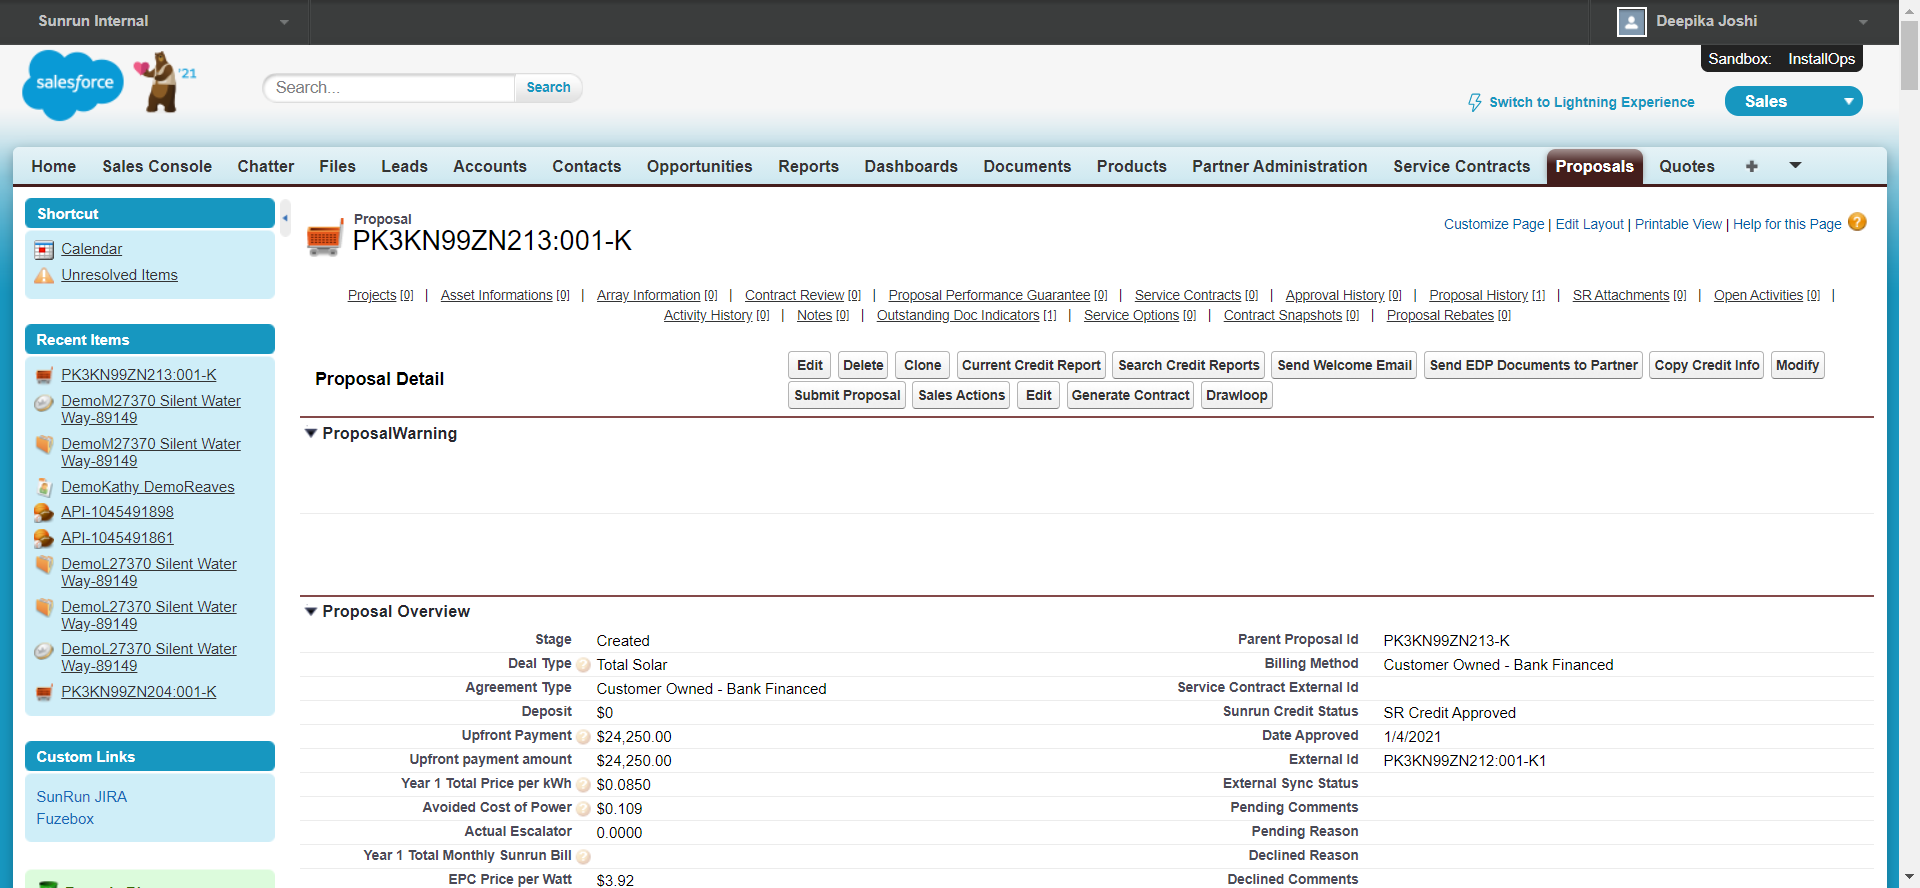 Sunrun Internal
Deepika Joshi
Sandbox: InstallOps
salesforce
'21
Search...
Search
Switch to Lightning Experience
Sales
Home Sales Console Chatter Files Leads Accounts Contacts Opportunities Reports Dashboards Documents Products Partner Administration Service Contracts Proposals Quotes +
Shortcut
Calendar
Unresolved Items
Recent Items
PK3KN99ZN213:001-K
DemoM27370 Silent Water
Way-89149
DemoM27370 Silent Water
Way-89149
DemoKathy DemoReaves
API-1045491898
API-1045491861
DemoL27370 Silent Water
Way-89149
DemoL27370 Silent Water
Way-89149
DemoL27370 Silent Water
Way-89149
PK3KN99ZN204:001-K
Custom Links
SunRun JIRA
Fuzebox
Proposal
PK3KN99ZN213:001-K
Customize Page | Edit Layout | Printable View | Help for this Page ?
Projects [0] | Asset Informations [0] | Array Information [0] | Contract Review [0] | Proposal Performance Guarantee [0] | Service Contracts [0] | Approval History [0] | Proposal History [1] | SR Attachments [0] | Open Activities [0] |
Activity History [0] | Notes [0] | Outstanding Doc Indicators [1] | Service Options [0] | Contract Snapshots [0] | Proposal Rebates [0]
Proposal Detail
Edit Delete Clone Current Credit Report Search Credit Reports Send Welcome Email Send EDP Documents to Partner Copy Credit Info Modify
Submit Proposal Sales Actions Edit Generate Contract Drawloop
ProposalWarning
Proposal Overview
Stage Created Parent Proposal Id PK3KN99ZN213-K
Deal Type Total Solar Billing Method Customer Owned - Bank Financed
Agreement Type Customer Owned - Bank Financed Service Contract External Id
Deposit $0 Sunrun Credit Status SR Credit Approved
Upfront Payment $24,250.00 Date Approved 1/4/2021
Upfront payment amount $24,250.00 External Id PK3KN99ZN212:001-K1
Year 1 Total Price per kWh $0.0850 External Sync Status
Avoided Cost of Power $0.109 Pending Comments
Actual Escalator 0.0000 Pending Reason
Year 1 Total Monthly Sunrun Bill Declined Reason
EPC Price per Watt $3.92 Declined Comments